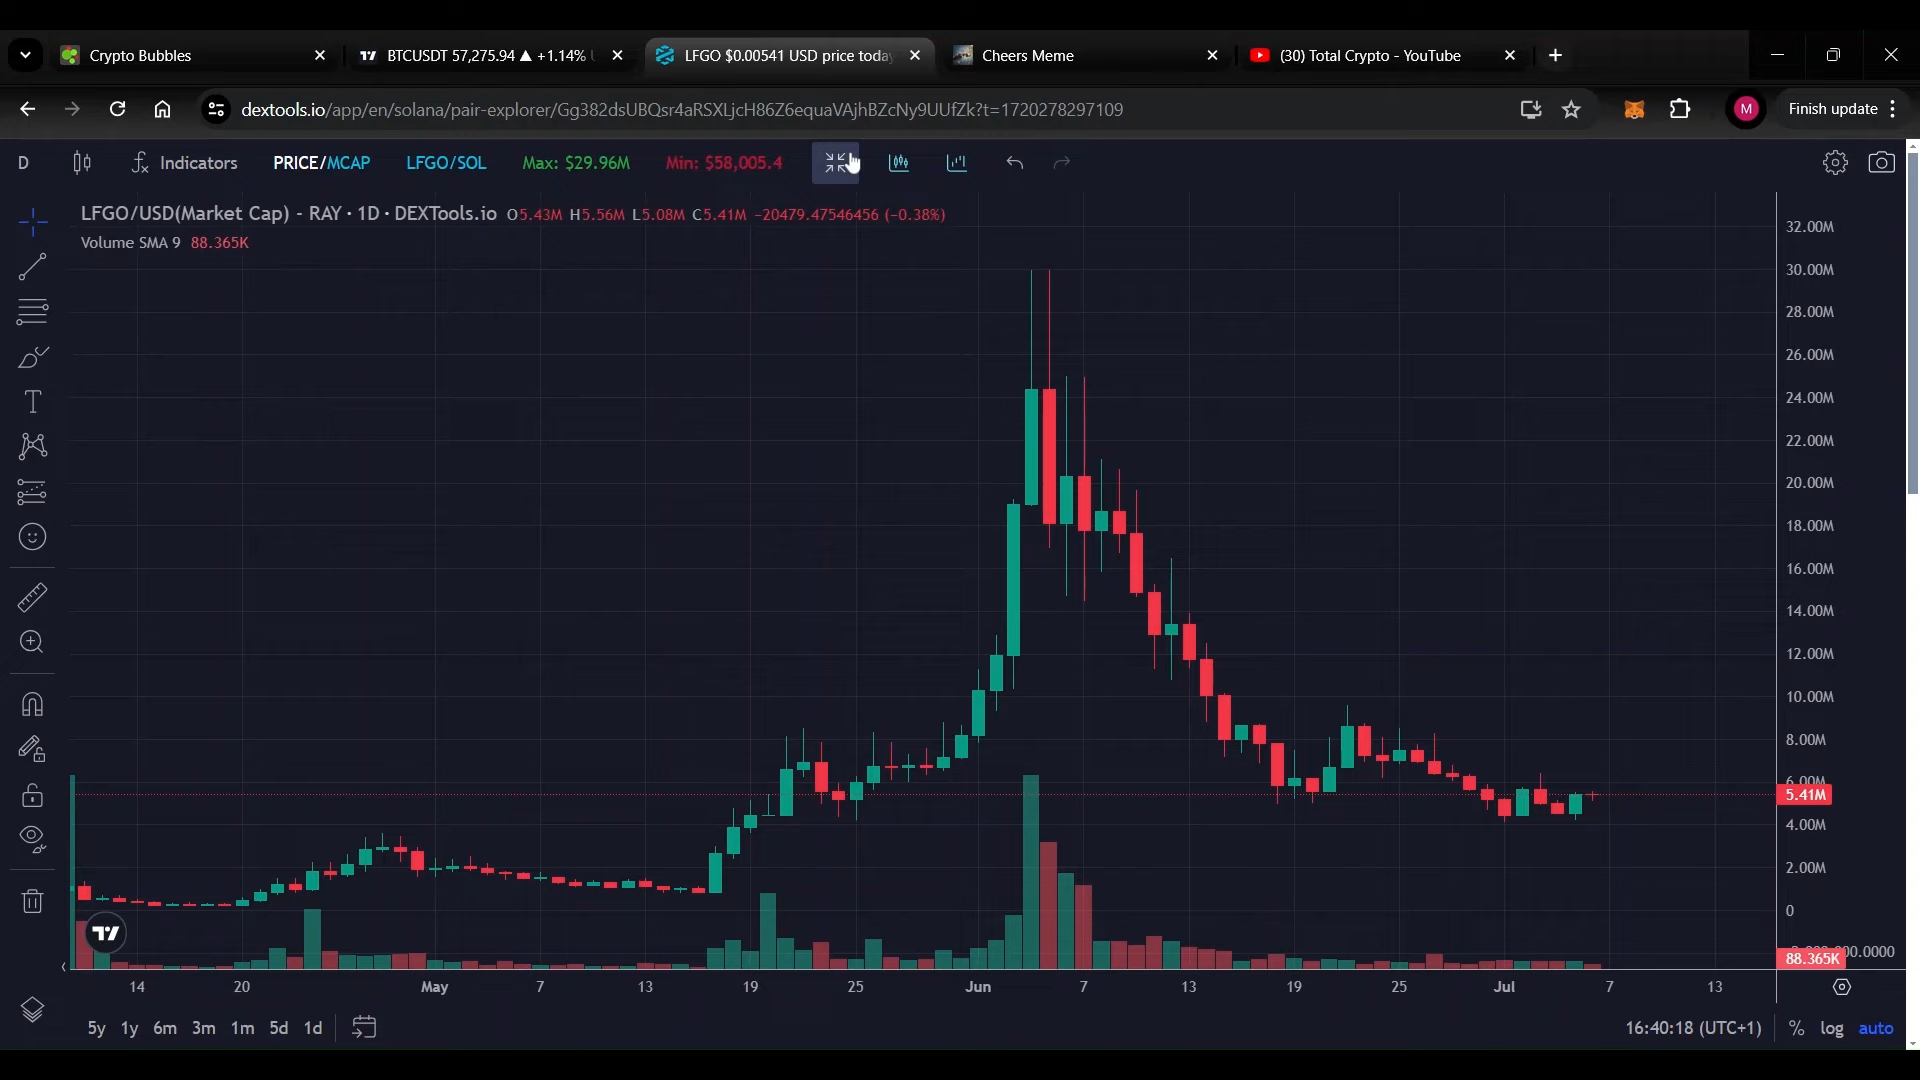 Crypto Bubbles
BTCUSDT 57,275.94 ▲ +1.14%
LFGO $0.00541 USD price today
Cheers Meme
(30) Total Crypto - YouTube
dextools.io/app/en/solana/pair-explorer/Gg382dsUBQsr4aRSXLjcH86Z6equaVAjhBZcNy9UUfZk?t=1720278297109
M
Finish update
D
Indicators
PRICE/MCAP
LFGO/SOL
Max: $29.96M
Min: $58,005.4
LFGO/USD(Market Cap) - RAY · 1D · DEXTools.io O5.43M H5.56M L5.08M C5.41M −20479.47546456 (−0.38%)
Volume SMA 9 88.365K
32.00M
30.00M
28.00M
26.00M
24.00M
22.00M
20.00M
18.00M
16.00M
14.00M
12.00M
10.00M
8.00M
6.00M
5.41M
4.00M
2.00M
0
88.365K
14 20 May 7 13 19 25 Jun 7 13 19 25 Jul 7 13
5y 1y 6m 3m 1m 5d 1d
16:40:18 (UTC+1) % log auto